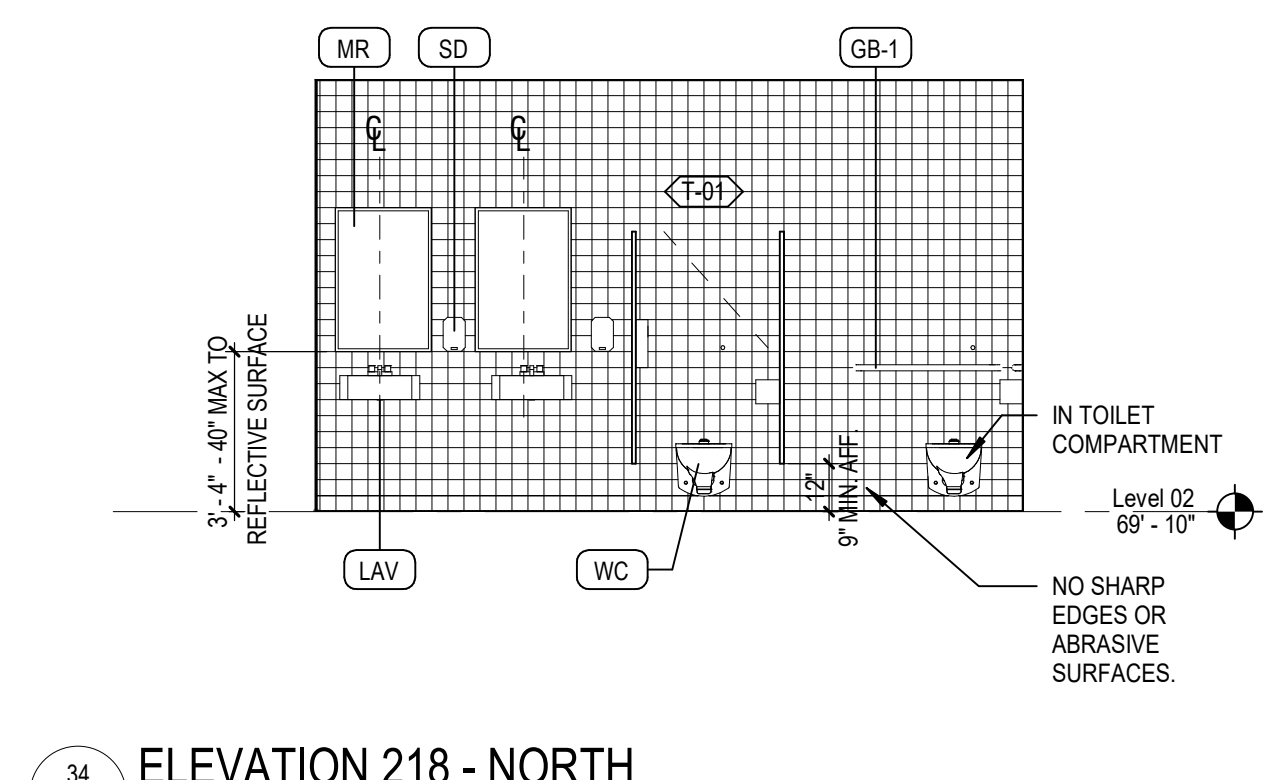 MR
SD
GB-1
℄
℄
T-01
3' - 4" - 40" MAX TO
REFLECTIVE SURFACE
12"
9" MIN. AFF.
IN TOILET
COMPARTMENT
Level 02
69' - 10"
LAV
WC
NO SHARP
EDGES OR
ABRASIVE
SURFACES.
34
ELEVATION 218 - NORTH